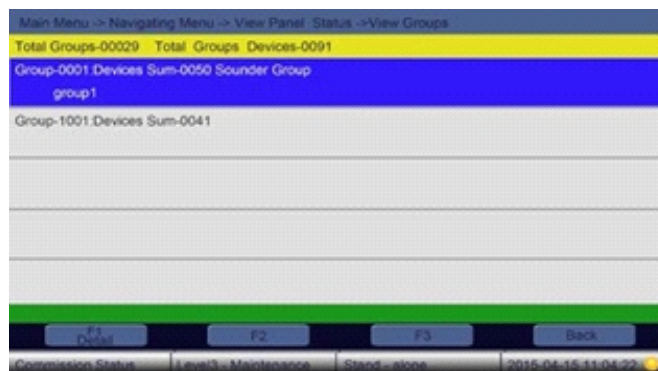 Main Menu -> Navigating Menu -> View Panel Status ->View Groups
Total Groups-00029 Total Groups Devices-0091
Group-0001:Devices Sum-0050 Sounder Group
group1
Group-1001:Devices Sum-0041
F1 F2 F3 Back
Detail
Commission Status Level3 - Maintenance Stand - alone 2015-04-15 11:04:22